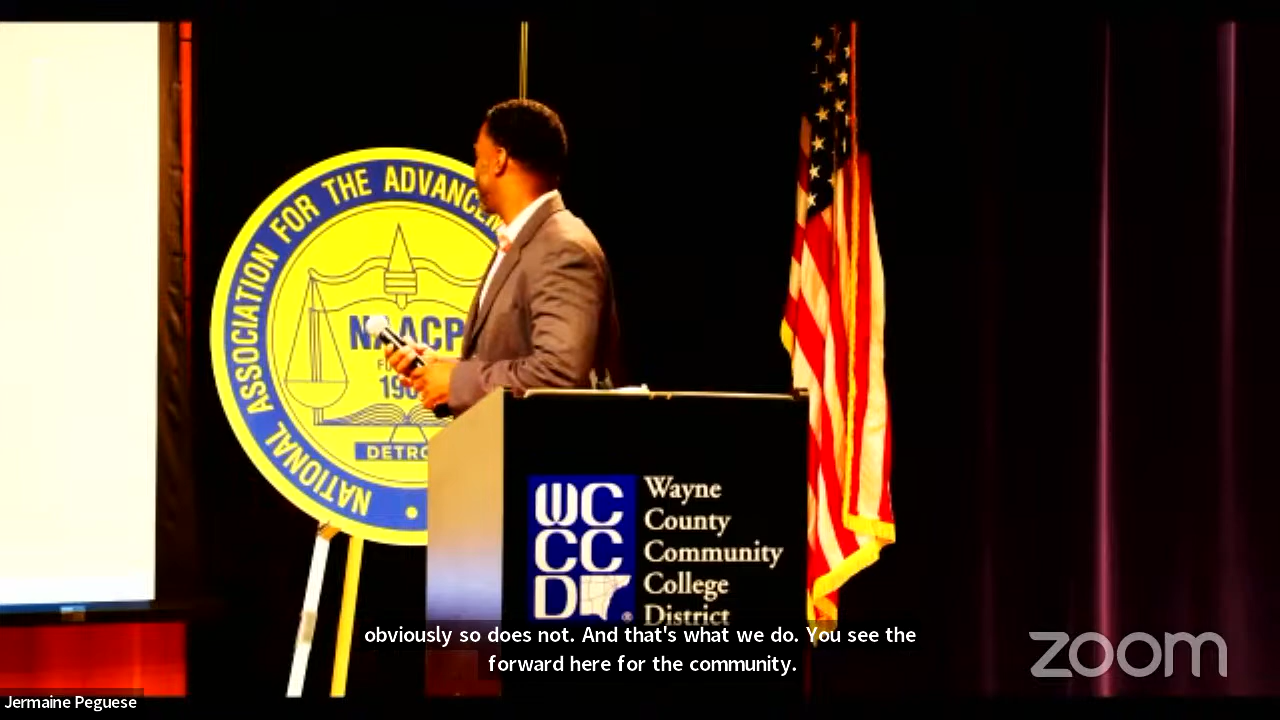 NATIONAL ASSOCIATION FOR THE ADVANCEM
NAACP
190
DETRO
WCCCD
Wayne
County
Community
College
District
obviously so does not. And that's what we do. You see the
forward here for the community.
zoom
Jermaine Peguese